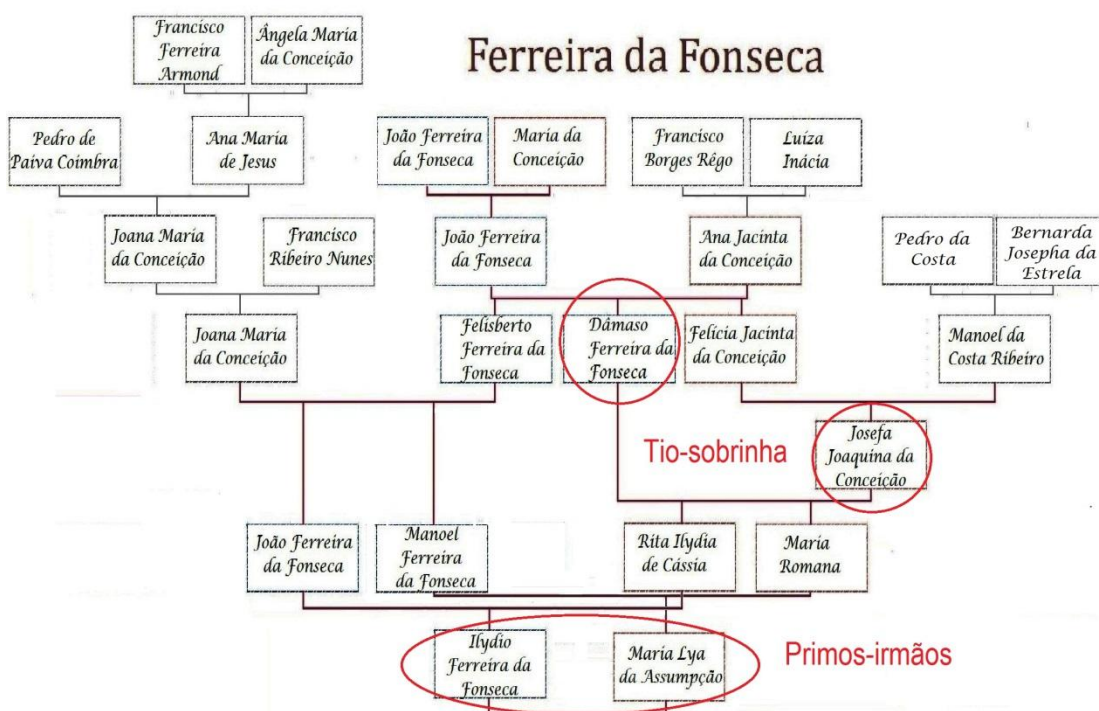 Francisco
Ferreira
Armond
Ângela Maria
da Conceição
Ferreira da Fonseca
Pedro de
Paiva Coimbra
Ana Maria
de Jesus
João Ferreira
da Fonseca
Maria da
Conceição
Francisco
Borges Rêgo
Luíza
Inácia
Joana Maria
da Conceição
Francisco
Ribeiro Nunes
João Ferreira
da Fonseca
Ana Jacinta
da Conceição
Pedro da
Costa
Bernarda
Josepha da
Estrela
Joana Maria
da Conceição
Felisberto
Ferreira da
Fonseca
Dâmaso
Ferreira da
Fonseca
Felícia Jacinta
da Conceição
Manoel da
Costa Ribeiro
Tio-sobrinha
Josefa
Joaquina da
Conceição
João Ferreira
da Fonseca
Manoel
Ferreira
da Fonseca
Rita Ilydia
de Cássia
Maria
Romana
Ilydio
Ferreira da
Fonseca
Maria Lya
da Assumpção
Primos-irmãos